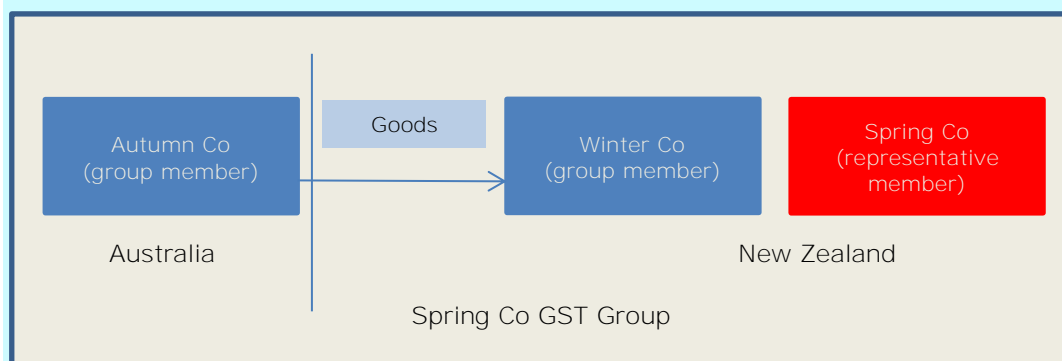 Goods
Autumn Co
(group member)
Winter Co
(group member)
Spring Co
(representative
member)
Australia
New Zealand
Spring Co GST Group